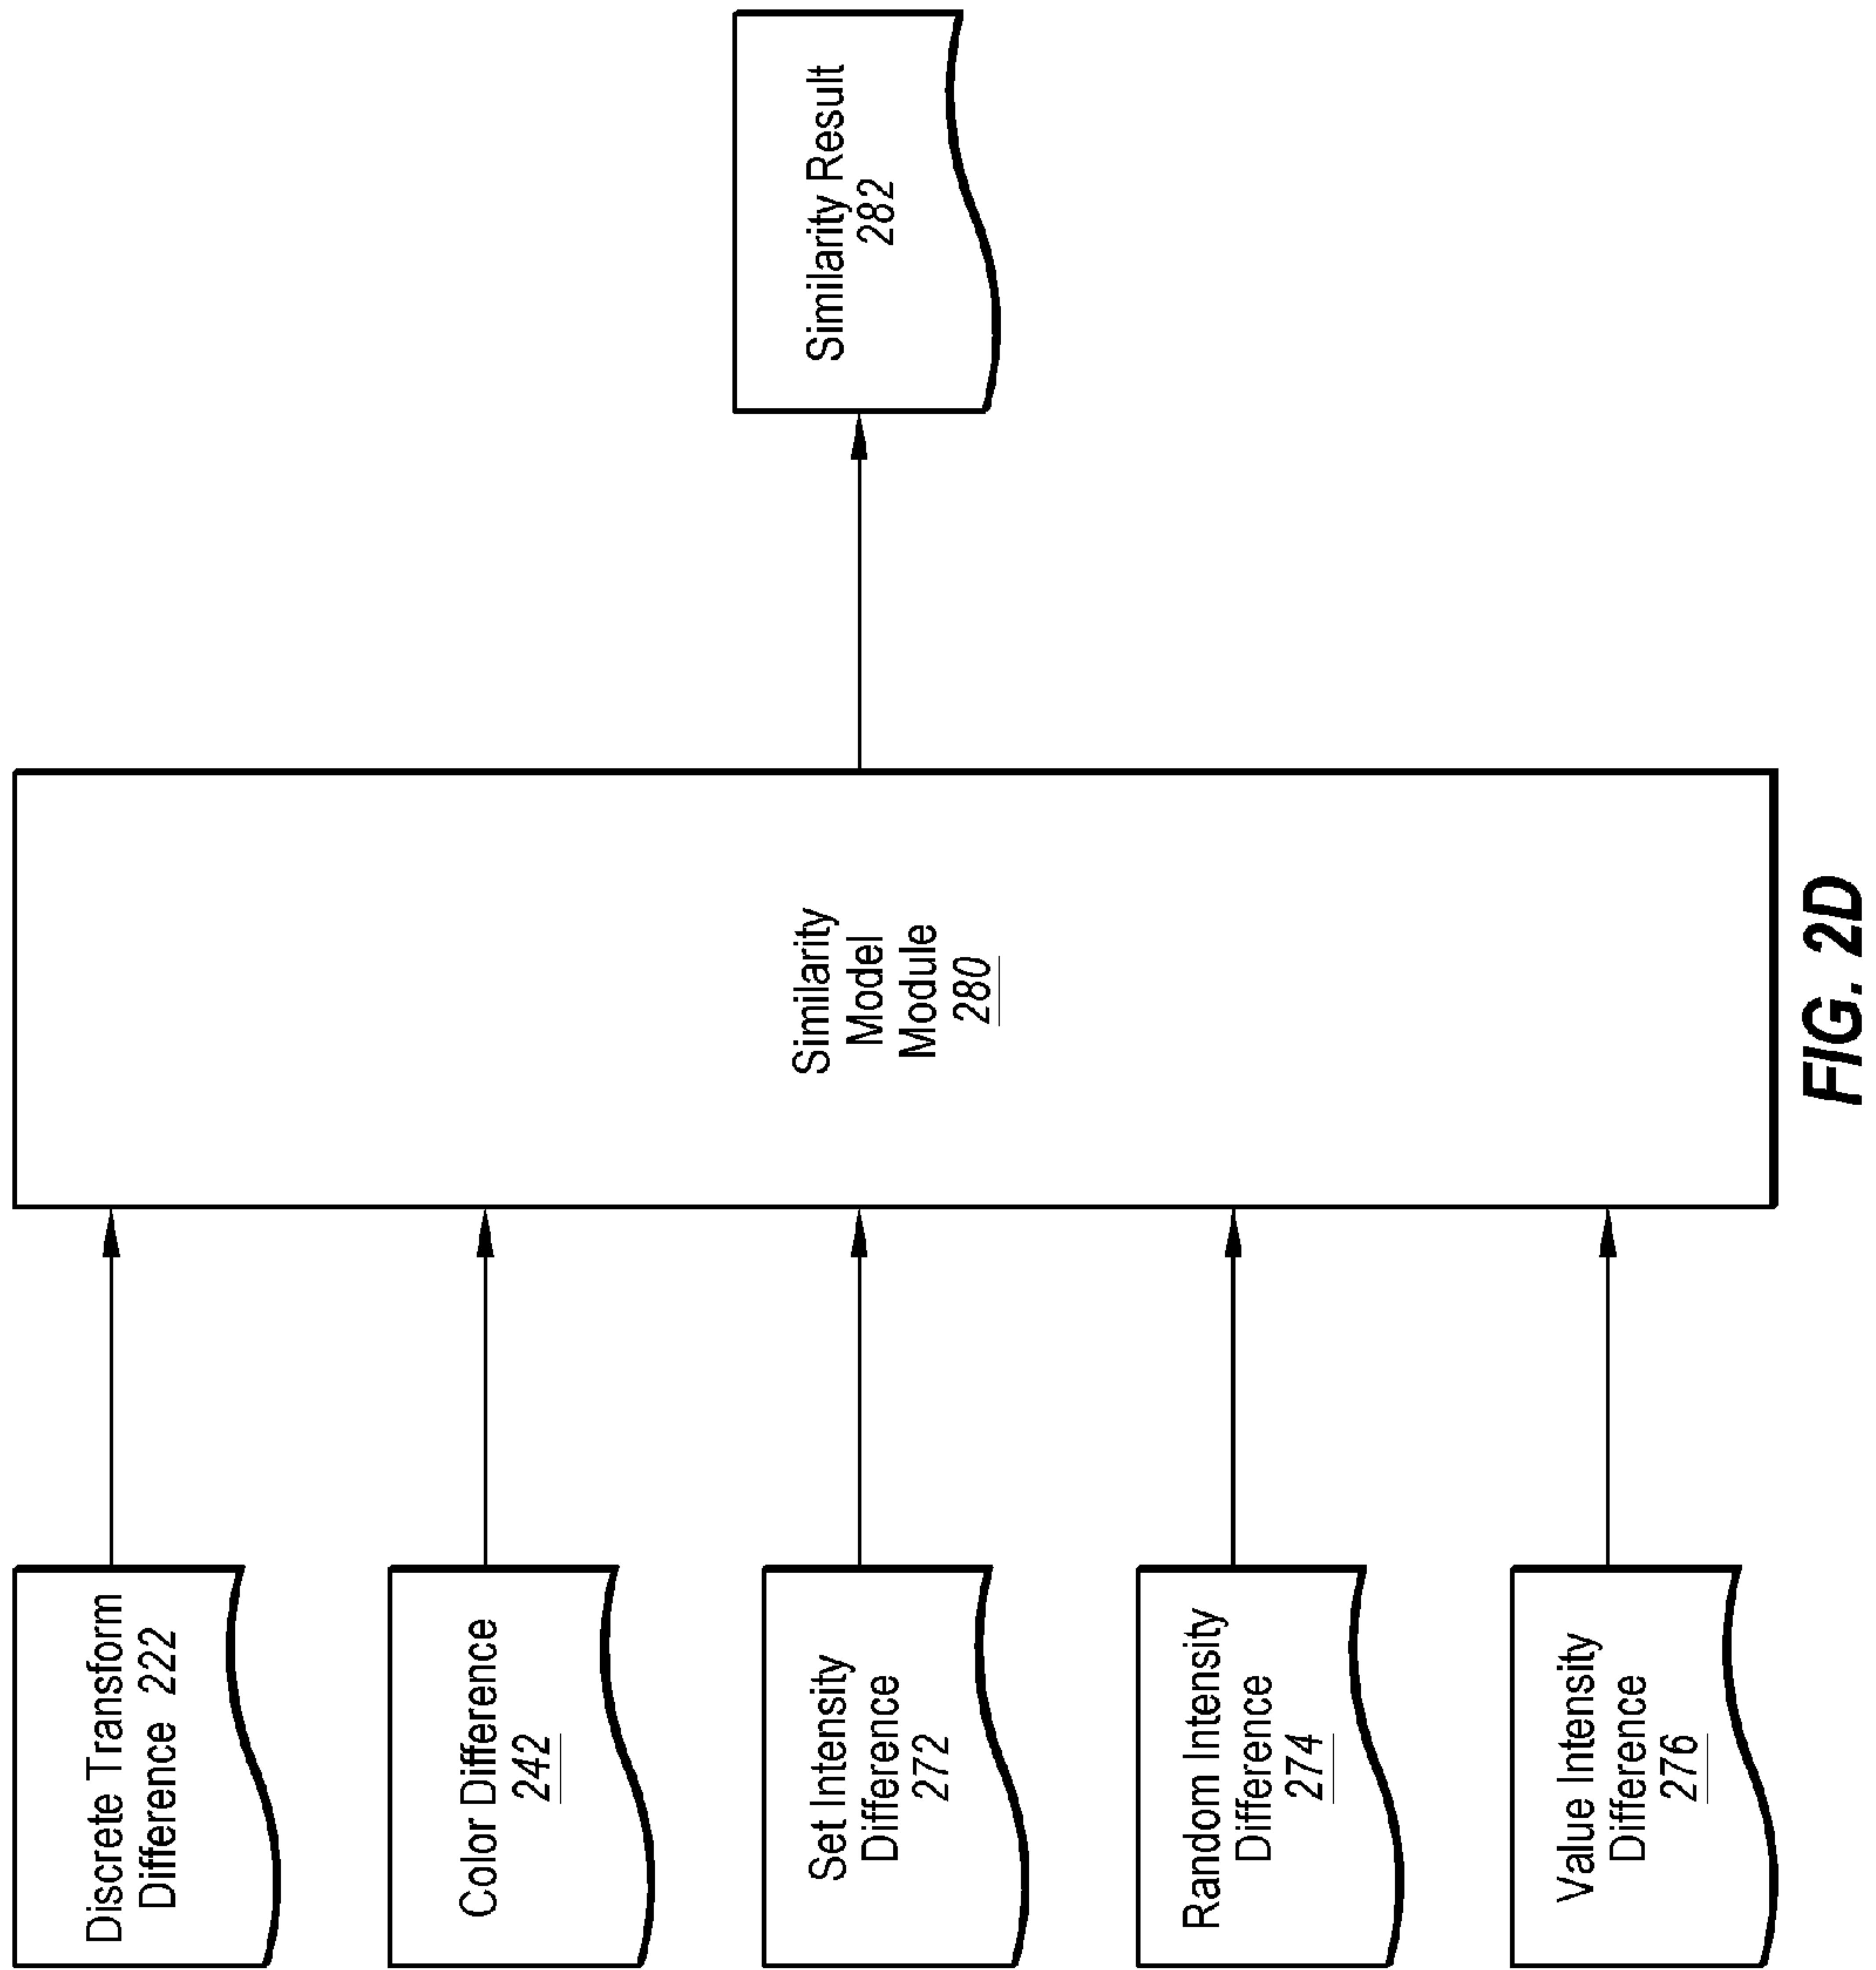 Discrete Transform
Difference 222
Color Difference
242
Set Intensity
Difference
272
Random Intensity
Difference
274
Value Intensity
Difference
276
Similarity
Model
Module
280
Similarity Result
282
FIG. 2D